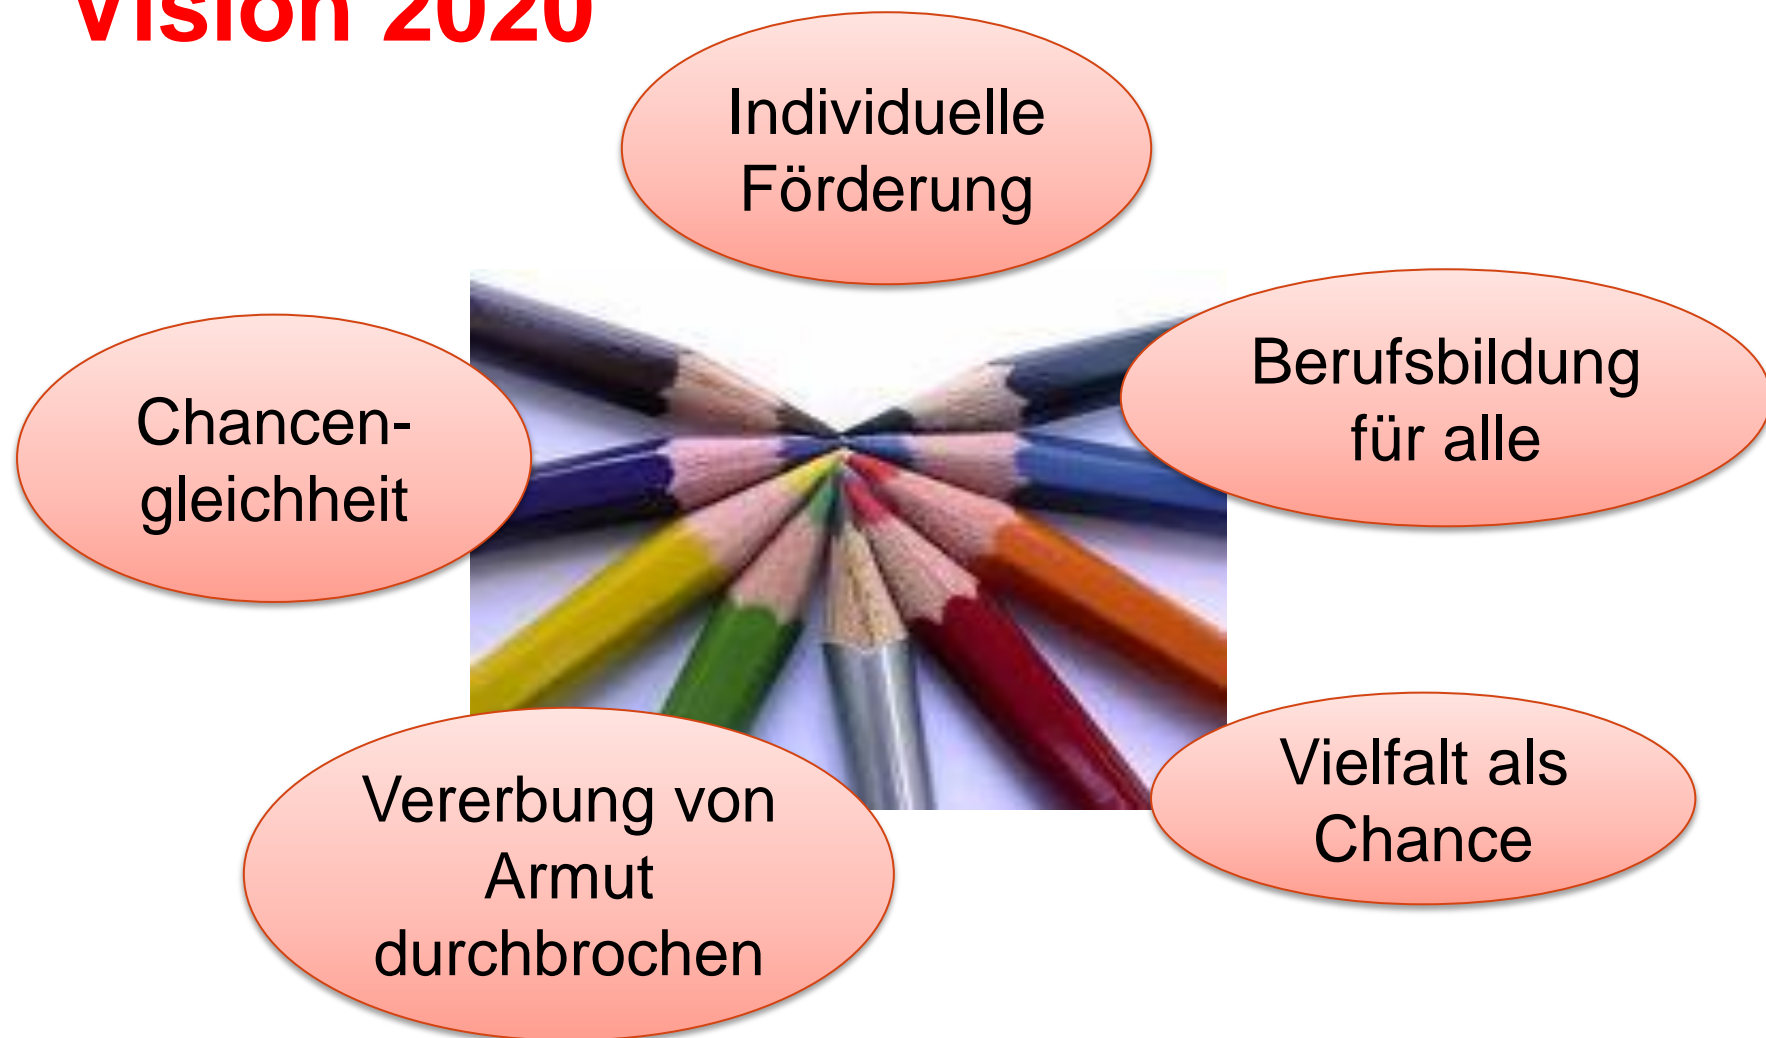 Vision 2020
Individuelle
Förderung
Berufsbildung
für alle
Chancen-
gleichheit
Vielfalt als
Chance
Vererbung von
Armut
durchbrochen